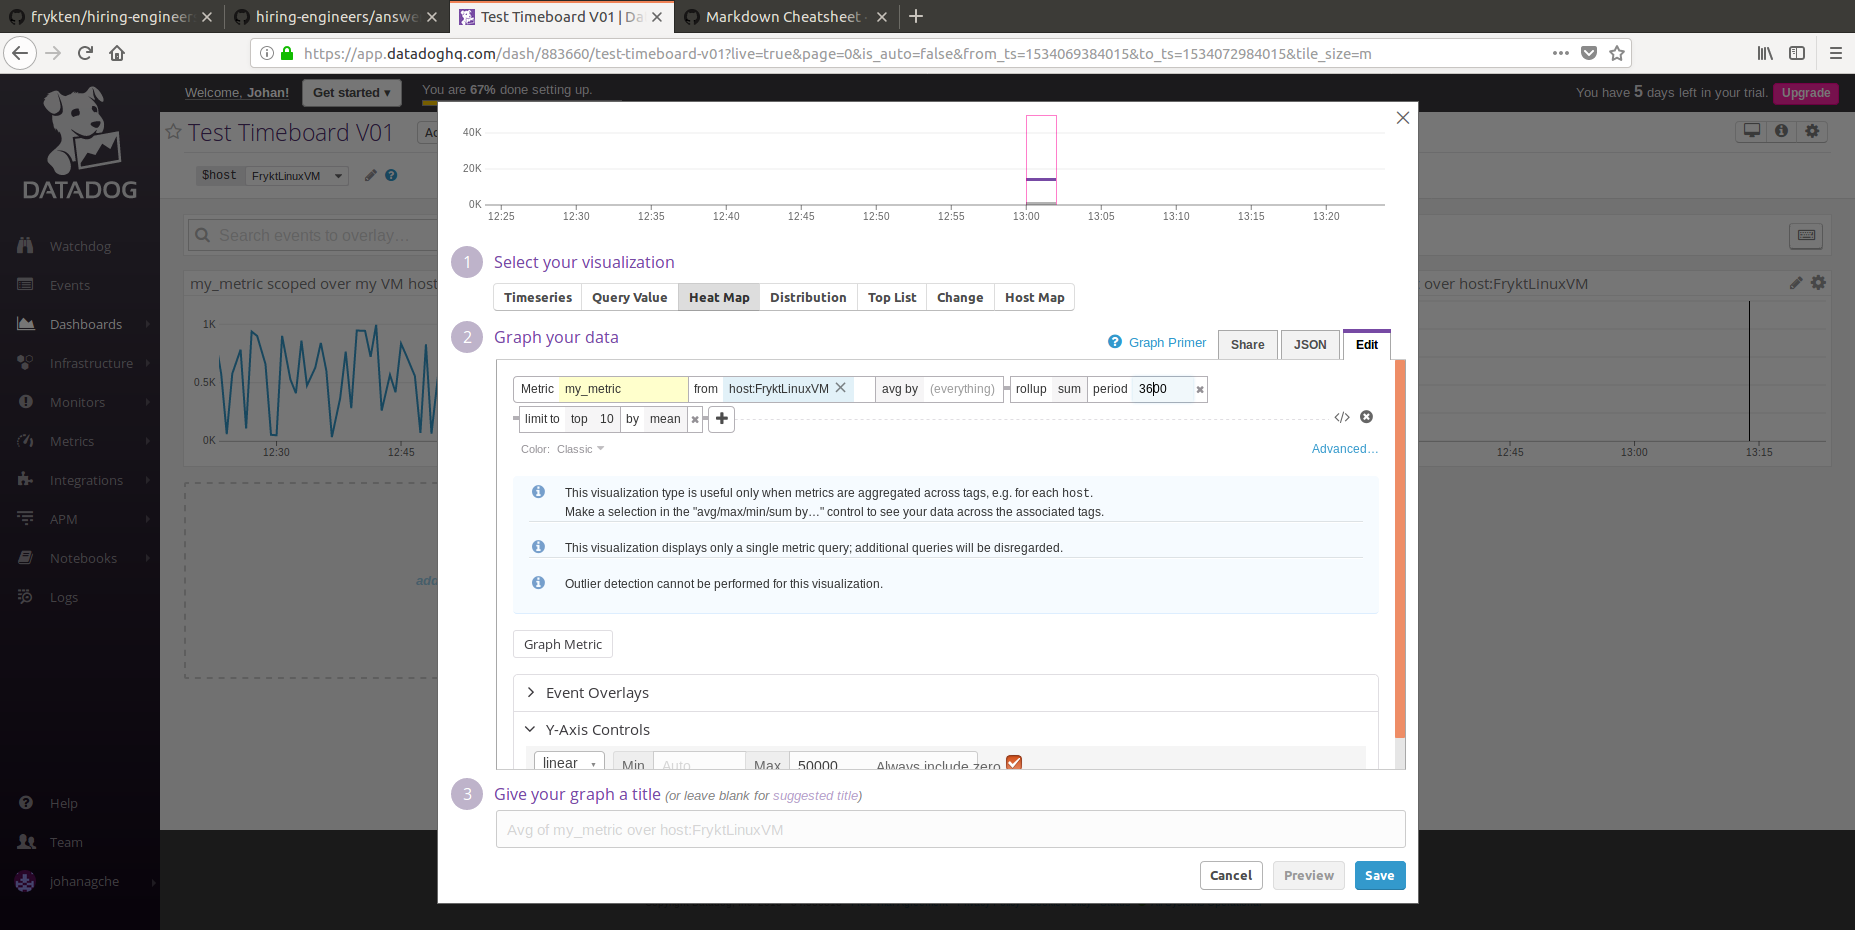 frykten/hiring-engineer
hiring-engineers/answe
Test Timeboard V01 | Da
Markdown Cheatsheet
https://app.datadoghq.com/dash/883660/test-timeboard-v01?live=true&page=0&is_auto=false&from_ts=1534069384015&to_ts=1534072984015&tile_size=m
DATADOG
Watchdog
Events
Dashboards
Infrastructure
Monitors
Metrics
Integrations
APM
Notebooks
Logs
Help
Team
johanagche
Welcome, Johan!
Get started ▾
You are 67% done setting up.
You have 5 days left in your trial.
Upgrade
Test Timeboard V01
$host FryktLinuxVM
Search events to overlay...
my_metric scoped over my VM host
1K
0.5K
0K
12:30 12:45
over host:FryktLinuxVM
12:45 13:00 13:15
40K
20K
0K
12:25 12:30 12:35 12:40 12:45 12:50 12:55 13:00 13:05 13:10 13:15 13:20
1 Select your visualization
Timeseries Query Value Heat Map Distribution Top List Change Host Map
2 Graph your data
Graph Primer Share JSON Edit
Metric my_metric from host:FryktLinuxVM avg by (everything) rollup sum period 3600
limit to top 10 by mean
Color: Classic
Advanced...
This visualization type is useful only when metrics are aggregated across tags, e.g. for each host.
Make a selection in the "avg/max/min/sum by..." control to see your data across the associated tags.
This visualization displays only a single metric query; additional queries will be disregarded.
Outlier detection cannot be performed for this visualization.
Graph Metric
Event Overlays
Y-Axis Controls
linear Min Auto Max 50000 Always include zero
3 Give your graph a title (or leave blank for suggested title)
Avg of my_metric over host:FryktLinuxVM
Cancel Preview Save